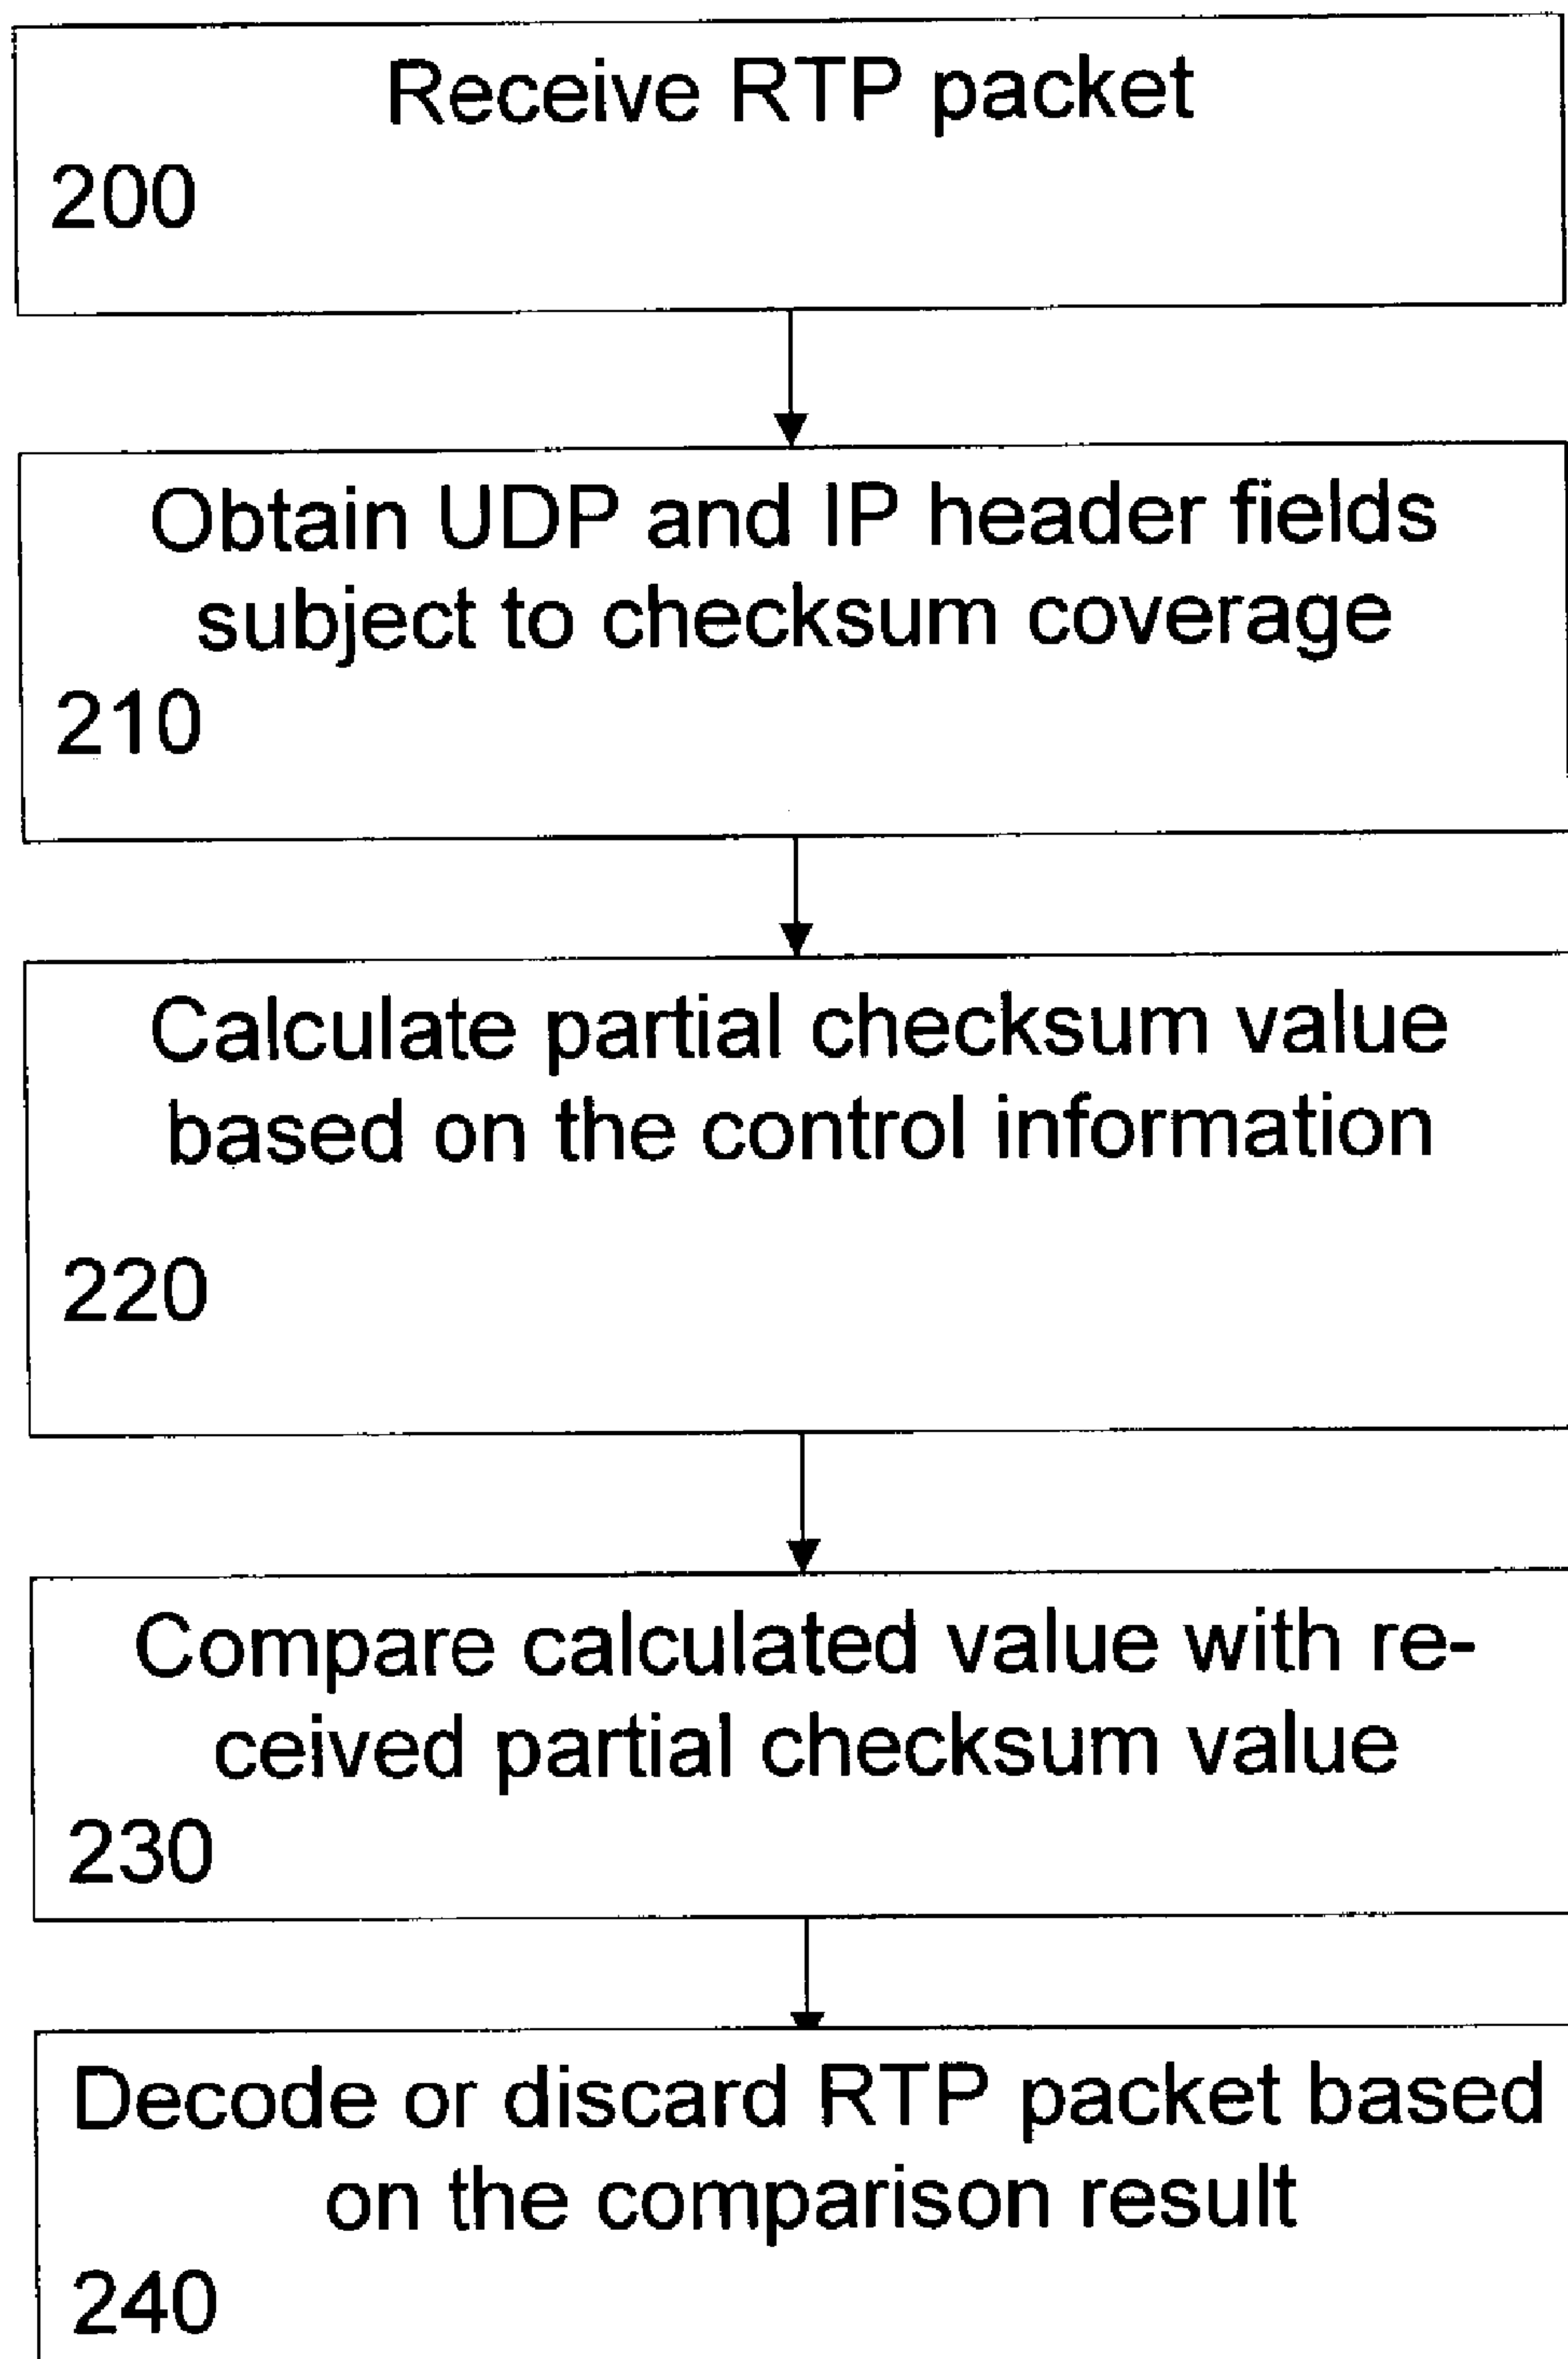 Receive RTP packet
200
Obtain UDP and IP header fields
subject to checksum coverage
210
Calculate partial checksum value
based on the control information
220
Compare calculated value with re-
ceived partial checksum value
230
Decode or discard RTP packet based
on the comparison result
240